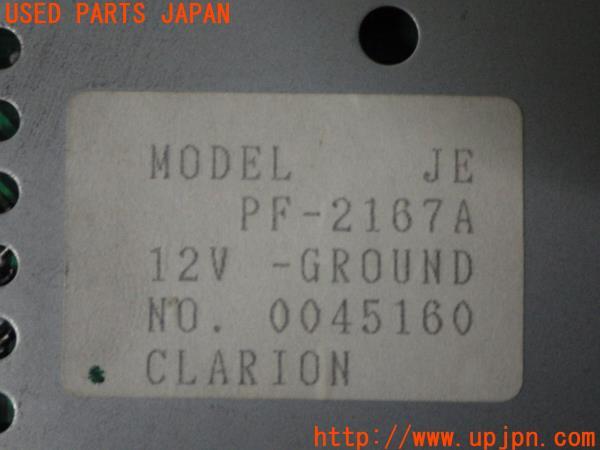 USED PARTS JAPAN
MODEL JE
PF-2167A
12V -GROUND
NO. 0045160
CLARION
http://www.upjpn.com